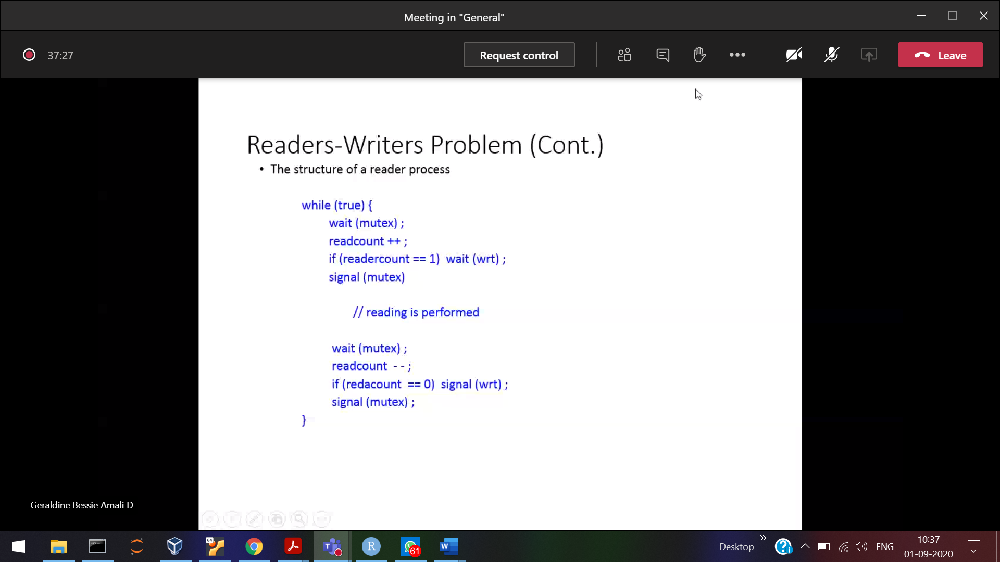 Meeting in "General"
37:27
Request control
Leave
Readers-Writers Problem (Cont.)
• The structure of a reader process
while (true) {
wait (mutex) ;
readcount ++ ;
if (readercount == 1) wait (wrt) ;
signal (mutex)
// reading is performed
wait (mutex) ;
readcount - - ;
if (redacount == 0) signal (wrt) ;
signal (mutex) ;
}
Geraldine Bessie Amali D
64
T
R
61
W
Desktop
ENG
10:37
01-09-2020